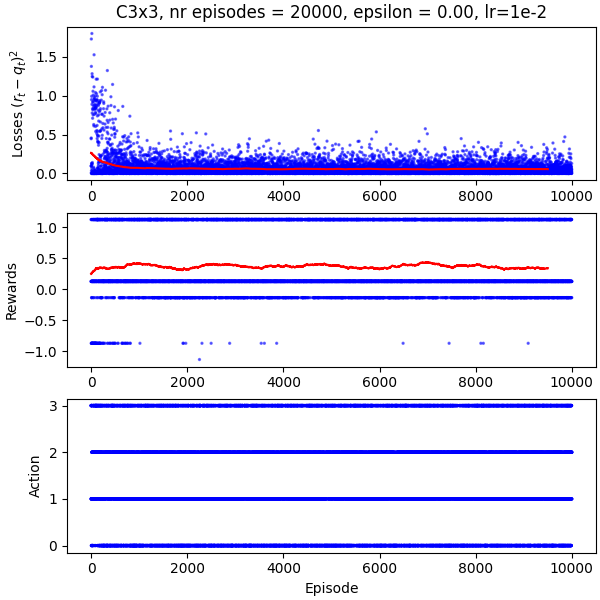 C3x3, nr episodes = 20000, epsilon = 0.00, lr=1e-2
Losses $(r_t - q_t)^2$
1.5
1.0
0.5
0.0
0 2000 4000 6000 8000 10000
Rewards
1.0
0.5
0.0
−0.5
−1.0
0 2000 4000 6000 8000 10000
Action
3
2
1
0
0 2000 4000 6000 8000 10000
Episode